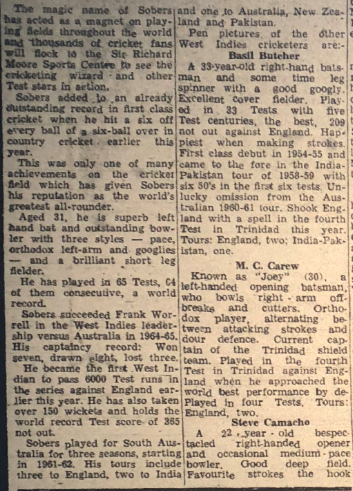 The magic name of Sobers
has acted as a magnet on play-
ing fields throughout the world
and thousands of cricket fans
will flock to the Sir Richard
Moore Sports Centre to see the
cricketing wizard and other
Test stars in action.
Sobers added to an already
outstanding record in first class
cricket when he hit a six off
every ball of a six-ball over in
county cricket earlier this
year.
This was only one of many
achievements on the cricket
field which has given Sobers
his reputation as the world's
greatest all-rounder.
Aged 31, he is superb left
hand bat and outstanding bow-
ler with three styles — pace,
orthodox left-arm and googlies
— and a brilliant short leg
fielder.
He has played in 65 Tests, 64
of them consecutive, a world
record.
Sobers succeeded Frank Wor-
rell in the West Indies leader-
ship versus Australia in 1964-65.
His captaincy record: Won
seven, drawn eight, lost three.
He became the first West In-
dian to pass 6000 Test runs in
the series against England ear-
lier this year. He has also taken
over 150 wickets and holds the
world record Test score of 365
not out.
Sobers played for South Aus-
tralia for three seasons, starting
in 1961-62. His tours include
three to England, two to India
and one to Australia, New Zea-
land and Pakistan.
Pen pictures of the other
West Indies cricketers are:-
Basil Butcher
A 33-year-old right-hand bats-
man and some time leg
spinner with a good googly.
Excellent cover fielder. Play-
ed in 33 Tests with five
Test centuries, the best, 209
not out against England. Hap-
piest when making strokes.
First class debut in 1954-55 and
came to the fore in the India-
Pakistan tour of 1958-59 with
six 50's in the first six tests. Un-
lucky omission from the Aus-
tralian 1960-61 tour. Shook Eng-
land with a spell in the fourth
Test in Trinidad this year.
Tours: England, two; India-Pak-
istan, one.
M. C. Carew
Known as "Joey" (30), a
left-handed opening batsman,
who bowls right-arm off-
breaks and cutters. Ortho-
dox player, alternating be-
tween attacking strokes and
dour defence. Current cap-
tain of the Trinidad shield
team. Played in the fourth
Test in Trinidad against Eng-
land when he approached the
world best performance by de-
Played in four Tests. Tours:
England, two.
Steve Camacho
A 22-year-old bespec-
tacled right-handed opener
and occasional medium-pace
bowler. Good deep field.
Favourite strokes the hook